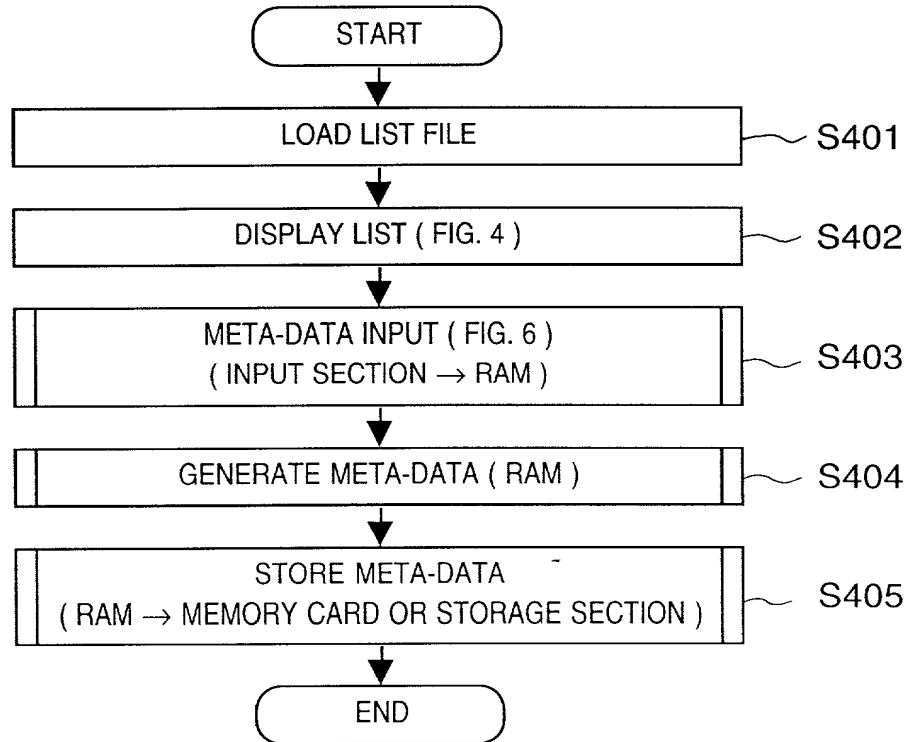 START
LOAD LIST FILE
S401
DISPLAY LIST ( FIG. 4 )
S402
META-DATA INPUT ( FIG. 6 )
( INPUT SECTION → RAM )
S403
GENERATE META-DATA ( RAM )
S404
STORE META-DATA
( RAM → MEMORY CARD OR STORAGE SECTION )
S405
END